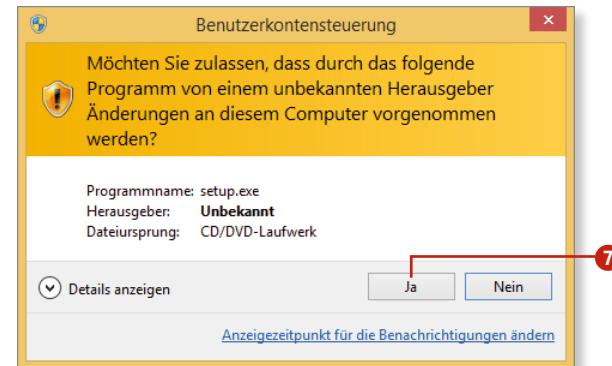 Benutzerkontensteuerung
Möchten Sie zulassen, dass durch das folgende
Programm von einem unbekannten Herausgeber
Änderungen an diesem Computer vorgenommen
werden?
Programmname: setup.exe
Herausgeber: Unbekannt
Dateiursprung: CD/DVD-Laufwerk
Details anzeigen
Ja
Nein
7
Anzeigezeitpunkt für die Benachrichtigungen ändern